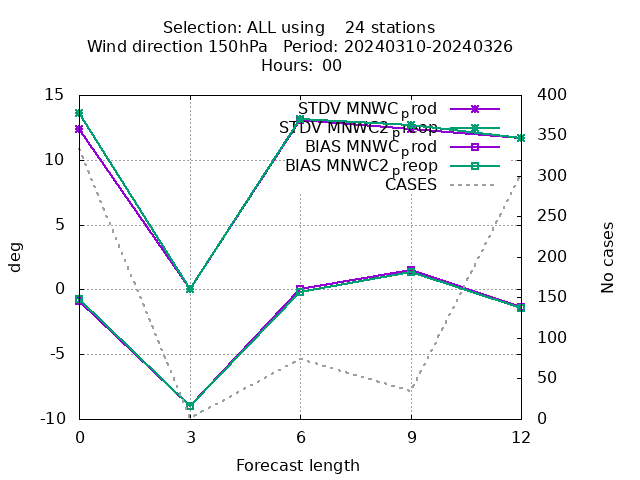 Selection: ALL using    24 stations
Wind direction 150hPa   Period: 20240310-20240326
Hours: 00
15
10
5
0
-5
-10
400
350
300
250
200
150
100
50
0
STDV MNWC_prod
STDV MNWC2_preop
BIAS MNWC_prod
BIAS MNWC2_preop
CASES
deg
No cases
0 3 6 9 12
Forecast length